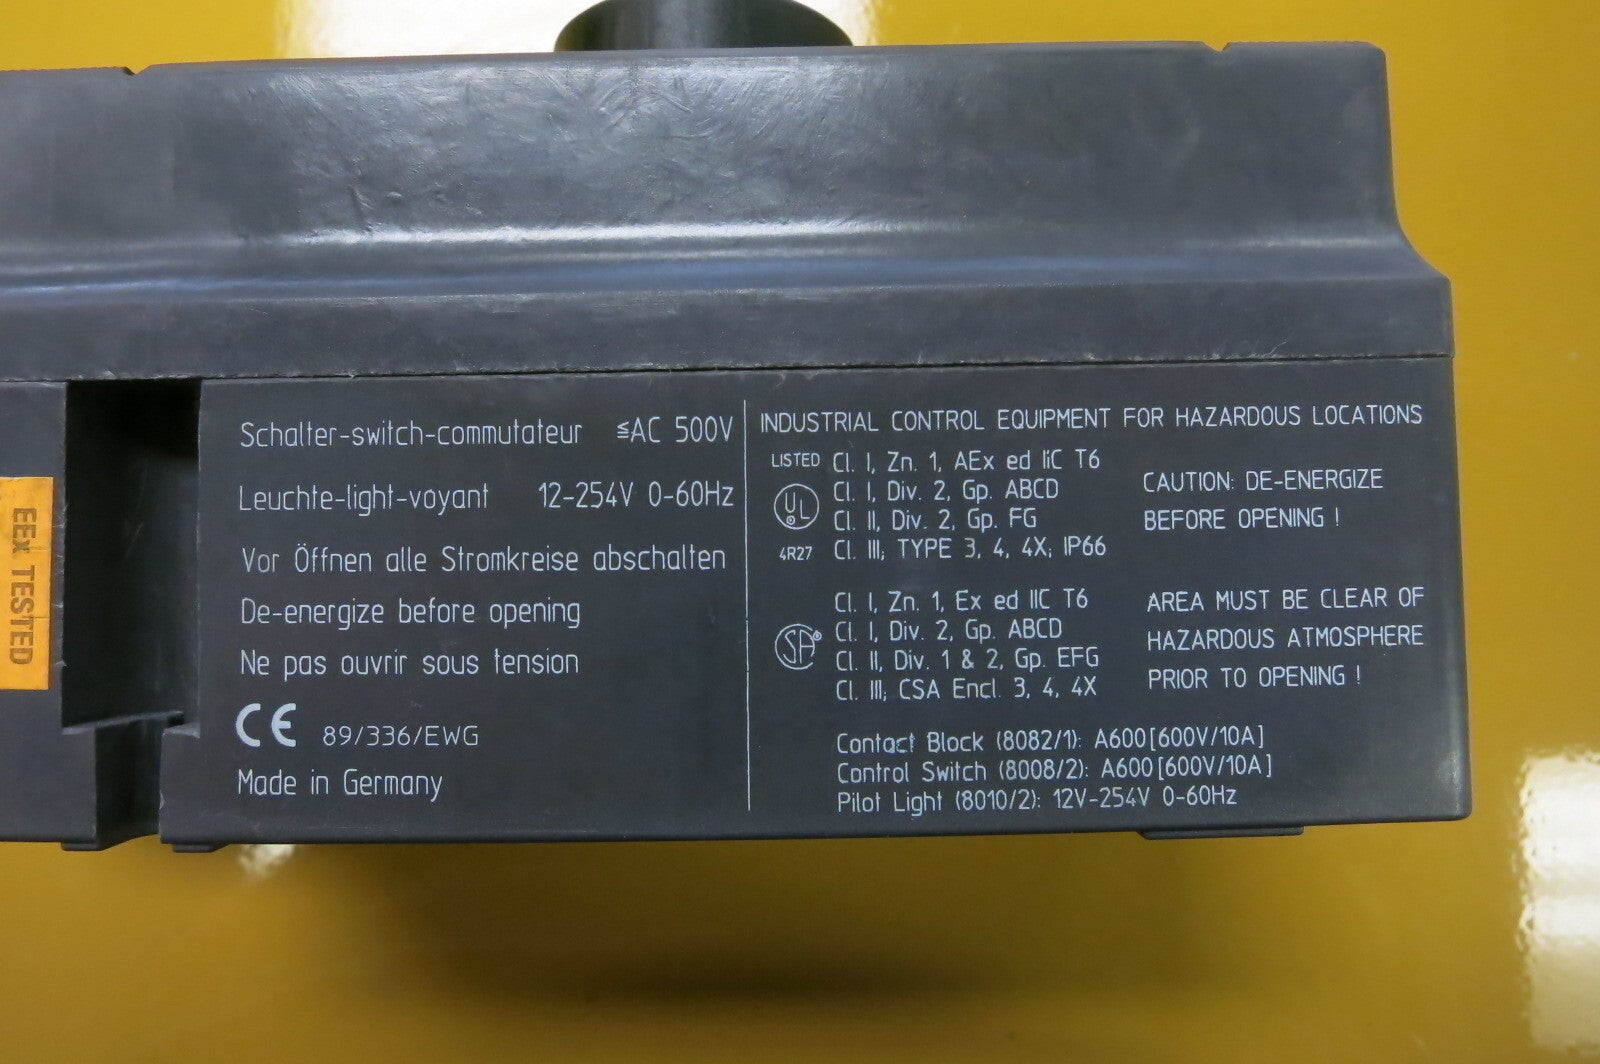 EEx TESTED
Schalter-switch-commutateur ≦AC 500V
Leuchte-light-voyant 12-254V 0-60Hz
Vor Öffnen alle Stromkreise abschalten
De-energize before opening
Ne pas ouvrir sous tension
CE 89/336/EWG
Made in Germany
INDUSTRIAL CONTROL EQUIPMENT FOR HAZARDOUS LOCATIONS
LISTED
UL
4R27
Cl. I, Zn. 1, AEx ed IiC T6
Cl. I, Div. 2, Gp. ABCD
Cl. II, Div. 2, Gp. FG
Cl. III; TYPE 3, 4, 4X; IP66
CAUTION: DE-ENERGIZE
BEFORE OPENING !
SA®
Cl. I, Zn. 1, Ex ed IIC T6
Cl. I, Div. 2, Gp. ABCD
Cl. II, Div. 1 & 2, Gp. EFG
Cl. III; CSA Encl. 3, 4, 4X
AREA MUST BE CLEAR OF
HAZARDOUS ATMOSPHERE
PRIOR TO OPENING !
Contact Block (8082/1): A600[600V/10A]
Control Switch (8008/2): A600[600V/10A]
Pilot Light (8010/2): 12V-254V 0-60Hz